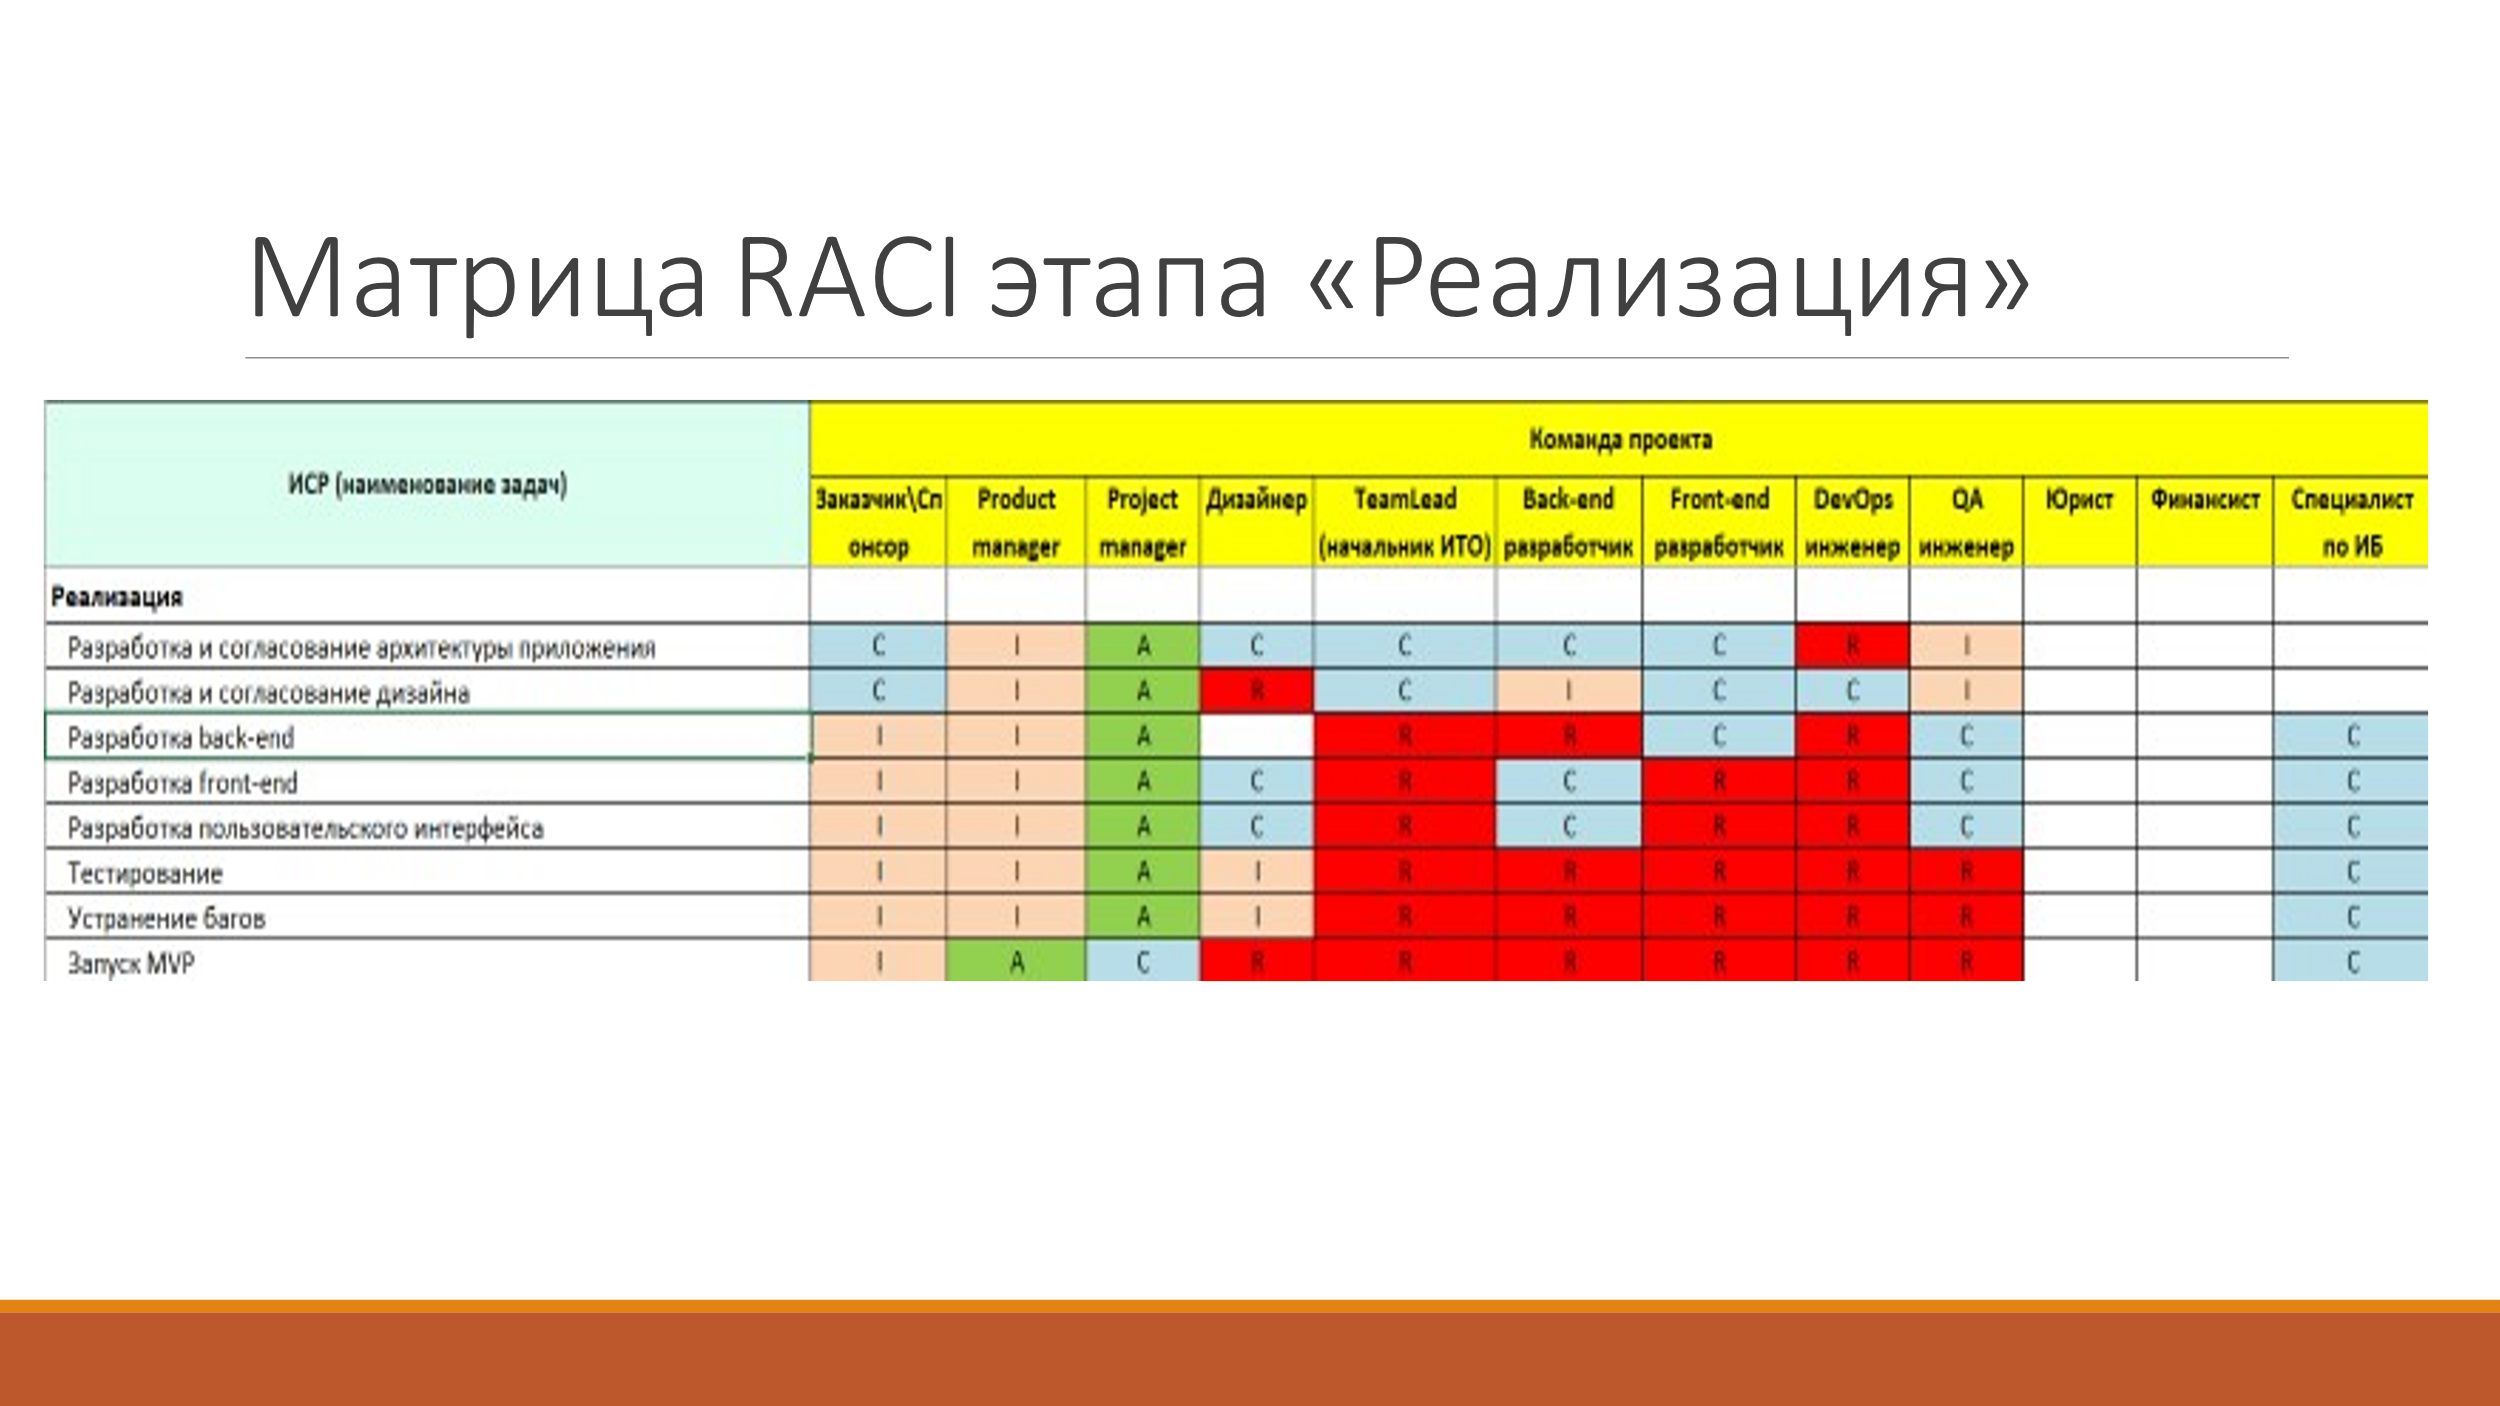 Матрица RACI этапа «Реализация»
Команда проекта
ИСР (наименование задач)
Заказчик\Сп Product Project Дизайнер TeamLead Back-end Front-end DevOps QA Юрист Финансист Специалист
онсор manager manager (начальник ИТО) разработчик разработчик инженер инженер по ИБ
Реализация
Разработка и согласование архитектуры приложения C I A C C C C R I
Разработка и согласование дизайна C I A R C I C C I
Разработка back-end I I A R R C R C C
Разработка front-end I I A C R C R R C C
Разработка пользовательского интерфейса I I A C R C R R C C
Тестирование I I A I R R R R R C
Устранение багов I I A I R R R R R C
Запуск MVP I A C R R R R R R C